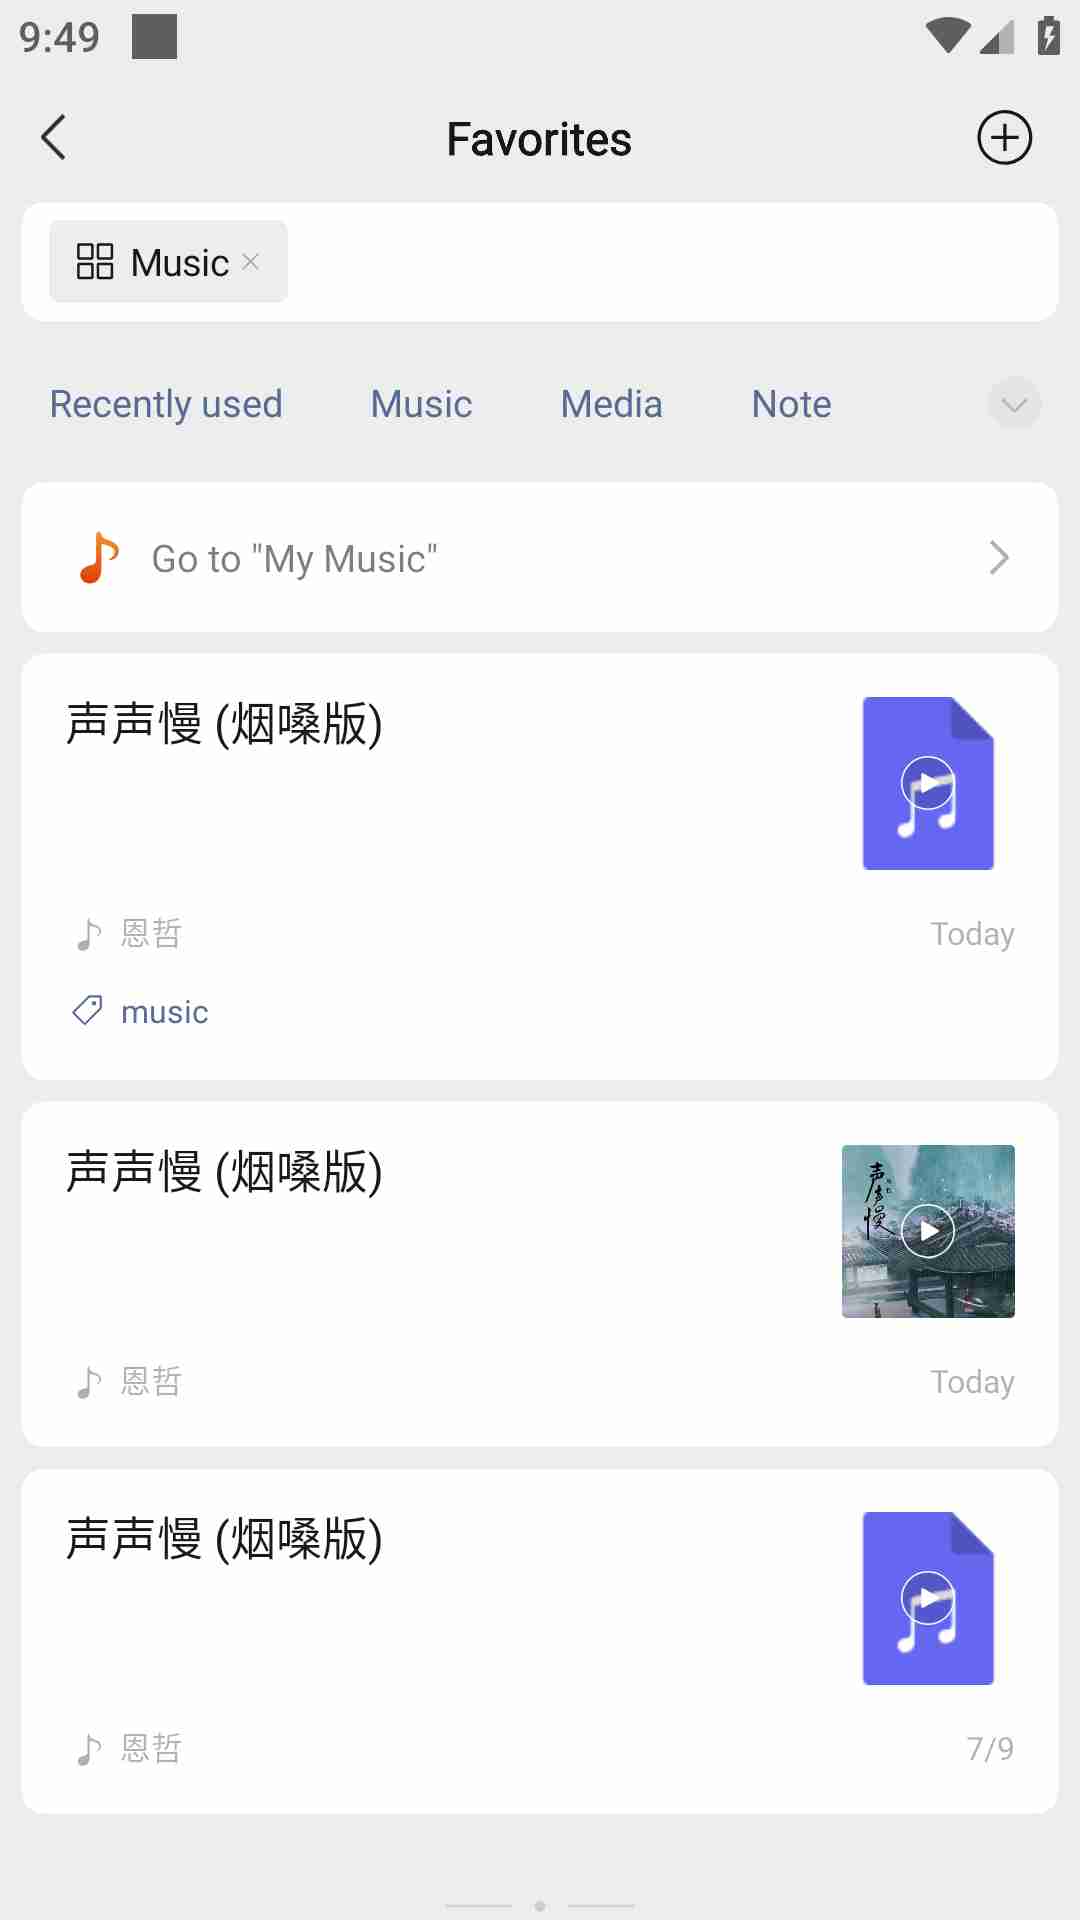 9:49
Favorites
Music
Recently used Music Media Note
Go to "My Music"
声声慢 (烟嗓版)
恩哲 Today
music
声声慢 (烟嗓版)
声声慢
恩哲 Today
声声慢 (烟嗓版)
恩哲 7/9